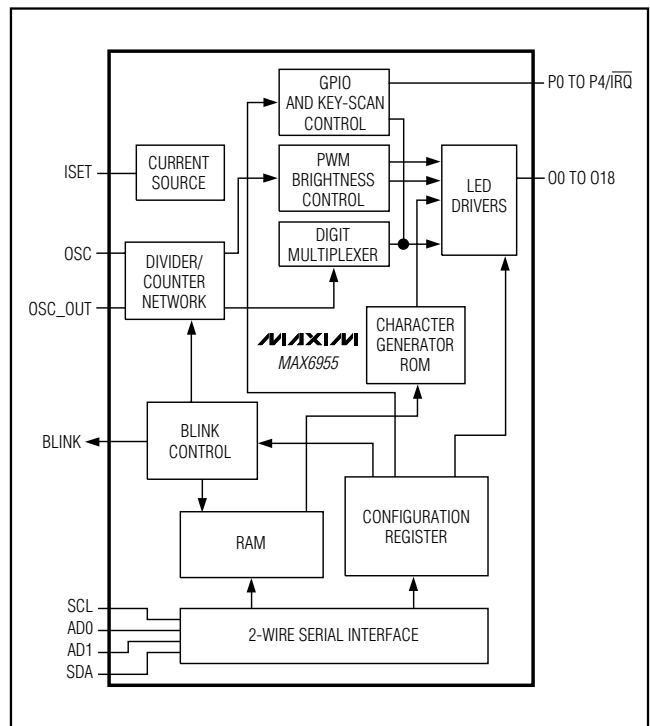 GPIO
AND KEY-SCAN
CONTROL
P0 TO P4/IRQ
ISET
CURRENT
SOURCE
PWM
BRIGHTNESS
CONTROL
LED
DRIVERS
O0 TO O18
OSC
OSC_OUT
DIVIDER/
COUNTER
NETWORK
DIGIT
MULTIPLEXER
MAXIM
MAX6955
CHARACTER
GENERATOR
ROM
BLINK
BLINK
CONTROL
RAM
CONFIGURATION
REGISTER
SCL
AD0
AD1
SDA
2-WIRE SERIAL INTERFACE